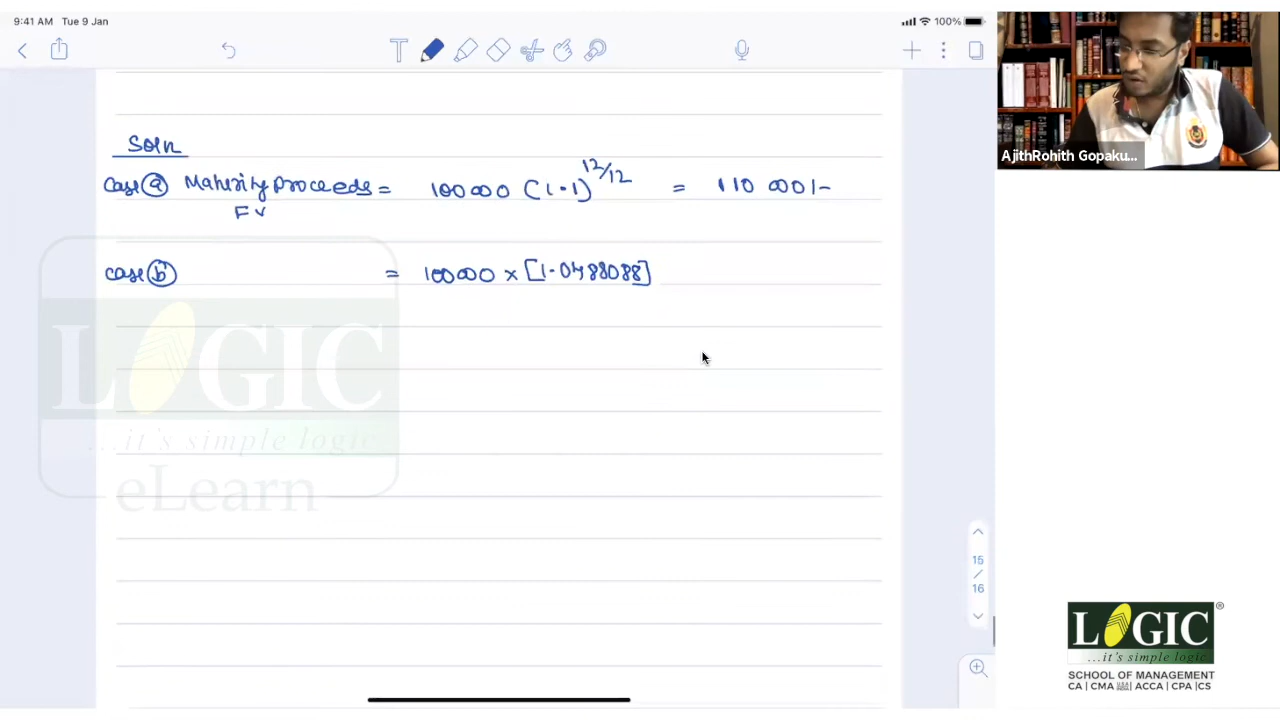 9:41 AM Tue 9 Jan
100%
T
Soln
Case (a) Maturity proceeds = 100000 (1.1)^12/12 = 110 000/-
FV
case (b) = 100000 × [1.0488088]
LOGIC
...it's simple logic
eLearn
15
/
16
AjithRohith Gopaku...
LOGIC®
...it's simple logic
SCHOOL OF MANAGEMENT
CA | CMA | ACCA | CPA |CS